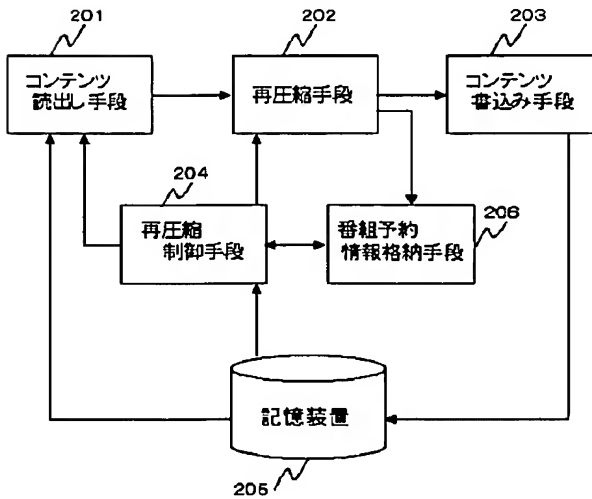 201
202
203
コンテンツ
読出し手段
再圧縮手段
コンテンツ
書込み手段
204
再圧縮
制御手段
番組予約
情報格納手段
206
記憶装置
205